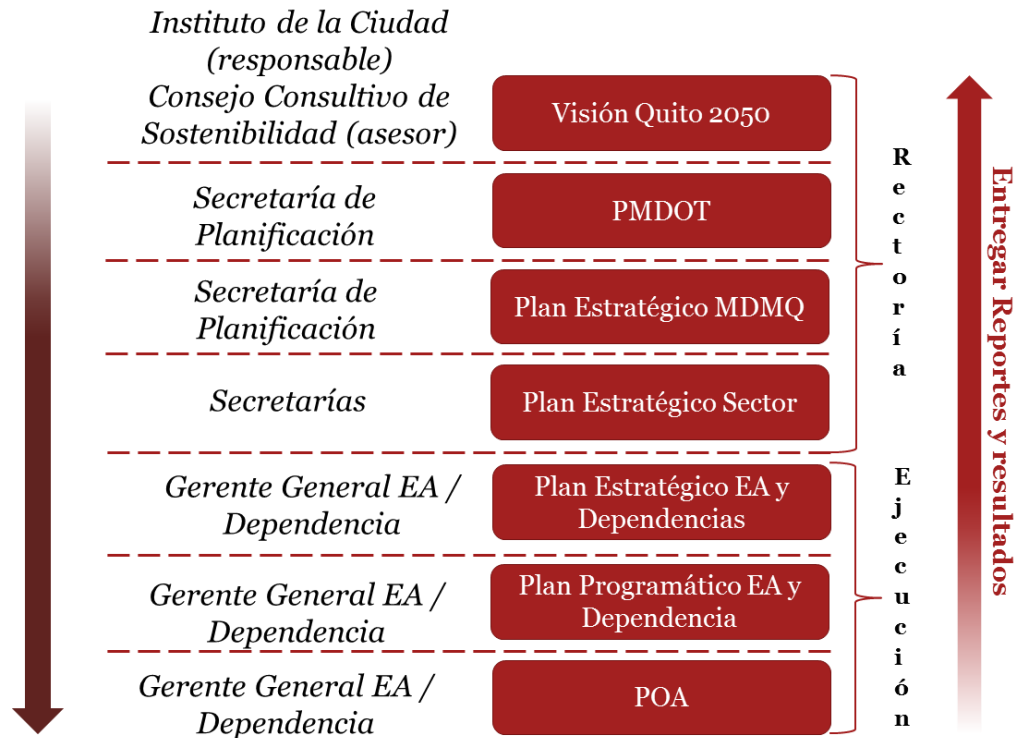 Instituto de la Ciudad
(responsable)
Consejo Consultivo de
Sostenibilidad (asesor)
Visión Quito 2050
Secretaría de
Planificación
PMDOT
Secretaría de
Planificación
Plan Estratégico MDMQ
Secretarías
Plan Estratégico Sector
Rectoría
Gerente General EA /
Dependencia
Plan Estratégico EA y
Dependencias
Gerente General EA /
Dependencia
Plan Programático EA y
Dependencia
Gerente General EA /
Dependencia
POA
Ejecución
Entregar Reportes y resultados